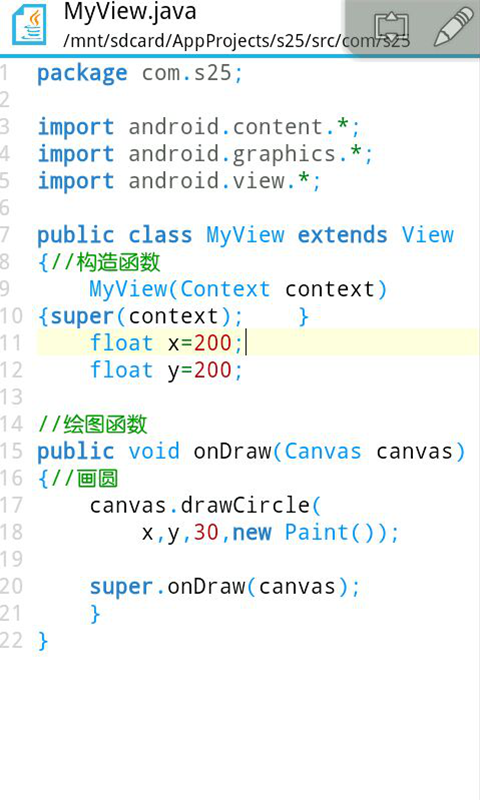 MyView.java
/mnt/sdcard/AppProjects/s25/src/com/s25
1 package com.s25;
2
3 import android.content.*;
4 import android.graphics.*;
5 import android.view.*;
6
7 public class MyView extends View
8 {//构造函数
9 MyView(Context context)
10 {super(context); }
11 float x=200;
12 float y=200;
13
14 //绘图函数
15 public void onDraw(Canvas canvas)
16 {//画圆
17 canvas.drawCircle(
18 x,y,30,new Paint());
19
20 super.onDraw(canvas);
21 }
22 }